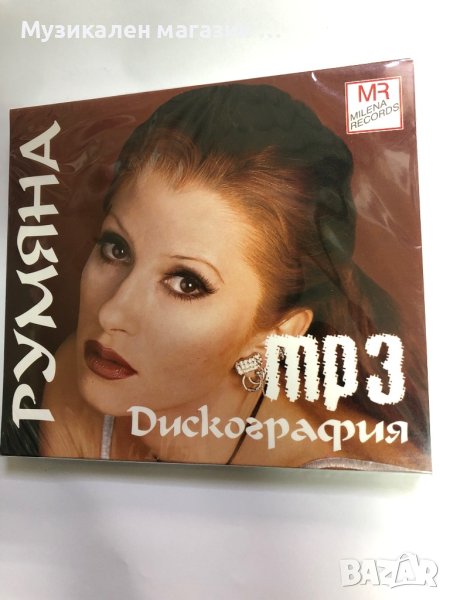 Музикален магазин
MR
MILENA
RECORDS
РУМЯНА
mp3
Дискография
BAZAR